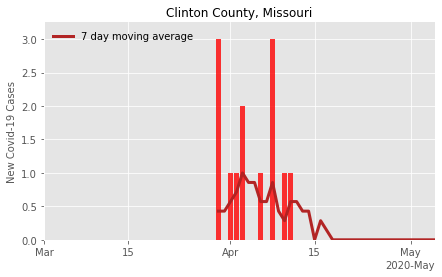 Clinton County, Missouri
7 day moving average
New Covid-19 Cases
3.0
2.5
2.0
1.5
1.0
0.5
0.0
Mar 15 Apr 15 May
2020-May